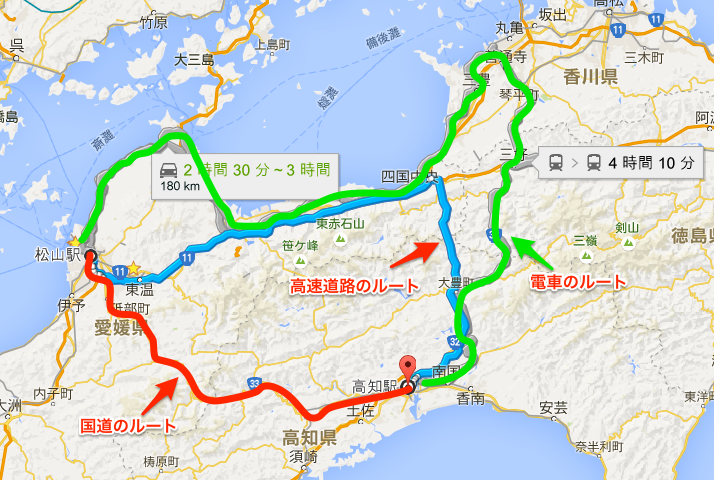 竹原
呉
大三島
上島町
備後灘
燧灘
斎灘
丸亀
坂出
高松
11
11
三木町
善通寺
三豊
琴平町
香川県
三好
2 時間 30 分 ~ 3 時間
180 km
> 4 時間 10 分
四国中央
東赤石山
笹ケ峰
剣山
三嶺
徳島県
松山駅
11
11
東温
伊予
砥部町
愛媛県
高速道路のルート
電車のルート
大豊町
32
33
国道のルート
内子町
大洲
高知駅
南国
香南
土佐
安芸
高知県
須崎
梼原町
奈半利町
東洋町